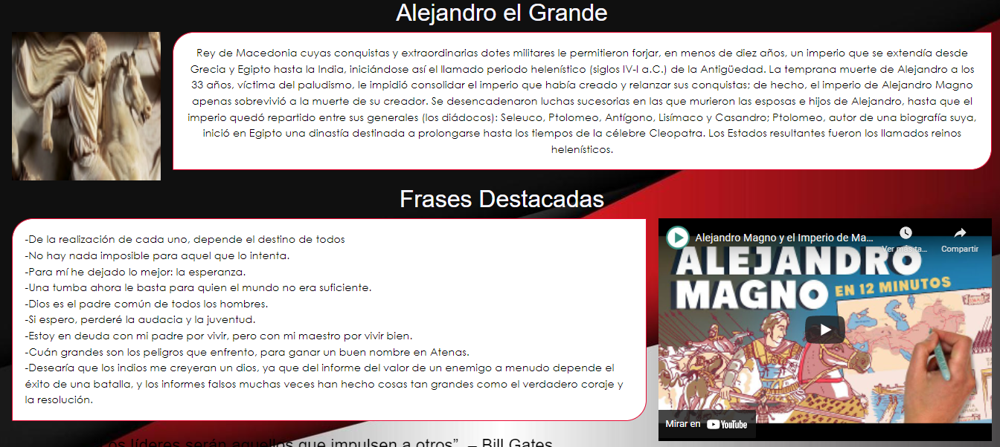 Alejandro el Grande
Rey de Macedonia cuyas conquistas y extraordinarias dotes militares le permitieron forjar, en menos de diez años, un imperio que se extendía desde
Grecia y Egipto hasta la India, iniciándose así el llamado periodo helenístico (siglos IV-I a.C.) de la Antigüedad. La temprana muerte de Alejandro a los
33 años, víctima del paludismo, le impidió consolidar el imperio que había creado y relanzar sus conquistas; de hecho, el imperio de Alejandro Magno
apenas sobrevivió a la muerte de su creador. Se desencadenaron luchas sucesorias en las que murieron las esposas e hijos de Alejandro, hasta que el
imperio quedó repartido entre sus generales (los diádocos): Seleuco, Ptolomeo, Antígono, Lisímaco y Casandro; Ptolomeo, autor de una biografía suya,
inició en Egipto una dinastía destinada a prolongarse hasta los tiempos de la célebre Cleopatra. Los Estados resultantes fueron los llamados reinos
helenísticos.
Frases Destacadas
-De la realización de cada uno, depende el destino de todos
-No hay nada imposible para aquel que lo intenta.
-Para mí he dejado lo mejor: la esperanza.
-Una tumba ahora le basta para quien el mundo no era suficiente.
-Dios es el padre común de todos los hombres.
-Si espero, perderé la audacia y la juventud.
-Estoy en deuda con mi padre por vivir, pero con mi maestro por vivir bien.
-Cuán grandes son los peligros que enfrento, para ganar un buen nombre en Atenas.
-Desearía que los indios me creyeran un dios, ya que del informe del valor de un enemigo a menudo depende el
éxito de una batalla, y los informes falsos muchas veces han hecho cosas tan grandes como el verdadero coraje y
la resolución.
Alejandro Magno y el Imperio de Ma...
Ver más ta...
Compartir
ALEJANDRO
MAGNO EN 12 MINUTOS
Mirar en YouTube
os líderes serán aquellos que impulsen a otros”. – Bill Gates